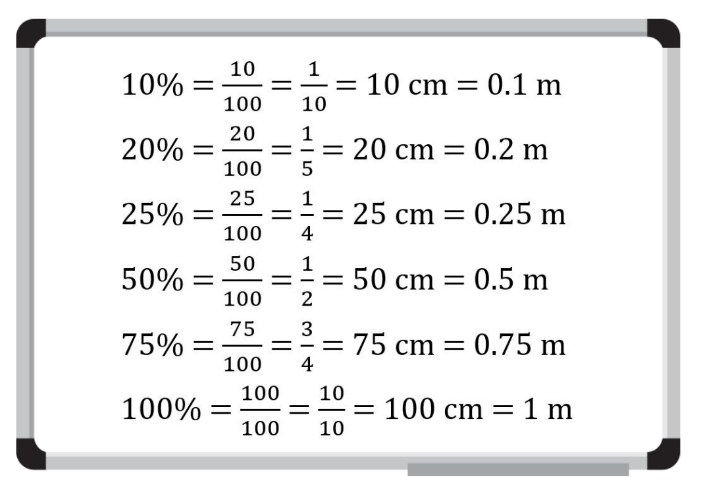 10% = 10/100 = 1/10 = 10 cm = 0.1 m
20% = 20/100 = 1/5 = 20 cm = 0.2 m
25% = 25/100 = 1/4 = 25 cm = 0.25 m
50% = 50/100 = 1/2 = 50 cm = 0.5 m
75% = 75/100 = 3/4 = 75 cm = 0.75 m
100% = 100/100 = 10/10 = 100 cm = 1 m